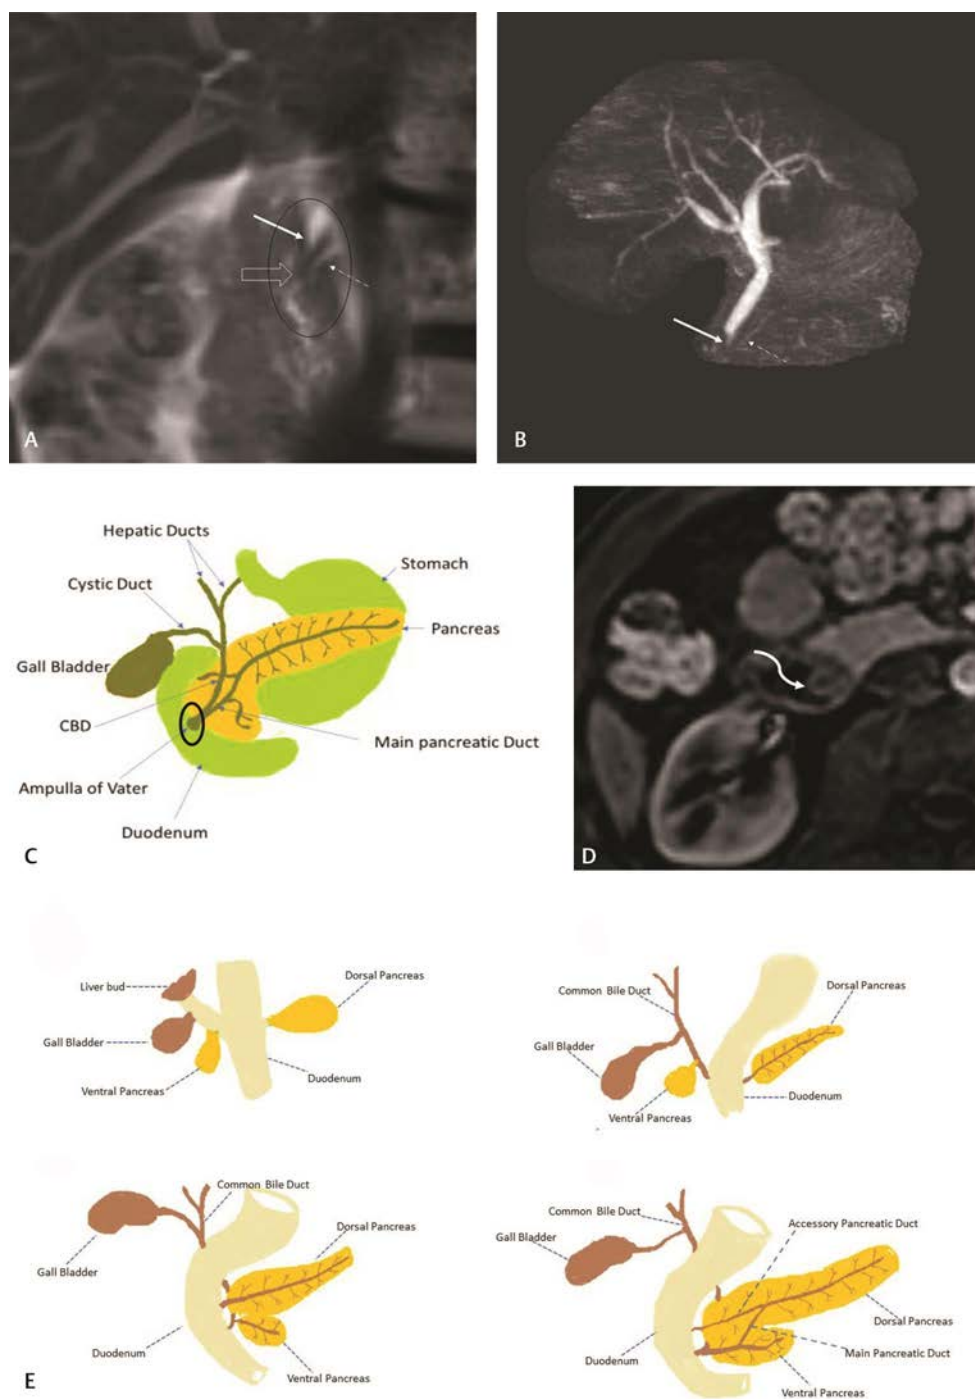 A
B
Hepatic Ducts
Cystic Duct
Stomach
Gall Bladder
Pancreas
CBD
Main pancreatic Duct
Ampulla of Vater
Duodenum
C
D
Liver bud
Dorsal Pancreas
Gall Bladder
Ventral Pancreas
Duodenum
Common Bile Duct
Dorsal Pancreas
Gall Bladder
Ventral Pancreas
Duodenum
Common Bile Duct
Dorsal Pancreas
Gall Bladder
Duodenum
Ventral Pancreas
Common Bile Duct
Accessory Pancreatic Duct
Gall Bladder
Dorsal Pancreas
Main Pancreatic Duct
Duodenum
Ventral Pancreas
E